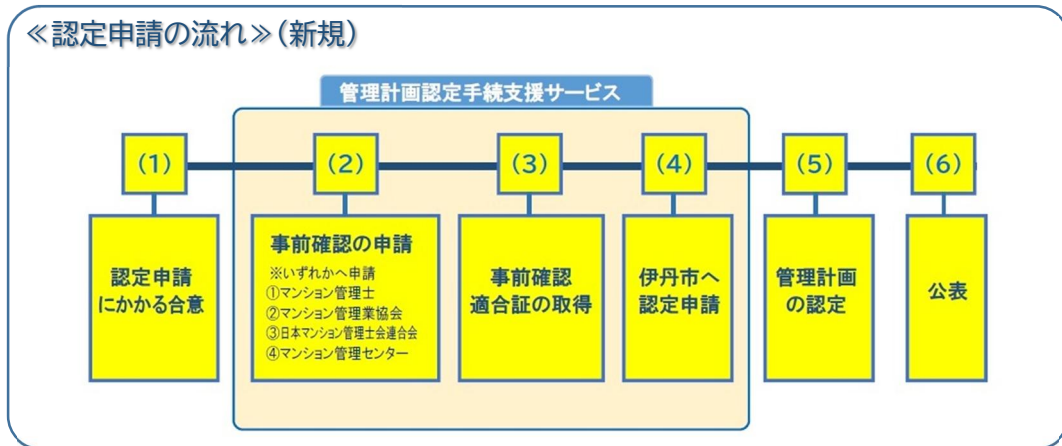 ≪認定申請の流れ≫（新規）
管理計画認定手続支援サービス
（1）
（2）
（3）
（4）
（5）
（6）
認定申請
にかかる合意
事前確認の申請
※いずれかへ申請
①マンション管理士
②マンション管理業協会
③日本マンション管理士会連合会
④マンション管理センター
事前確認
適合証の取得
伊丹市へ
認定申請
管理計画
の認定
公表